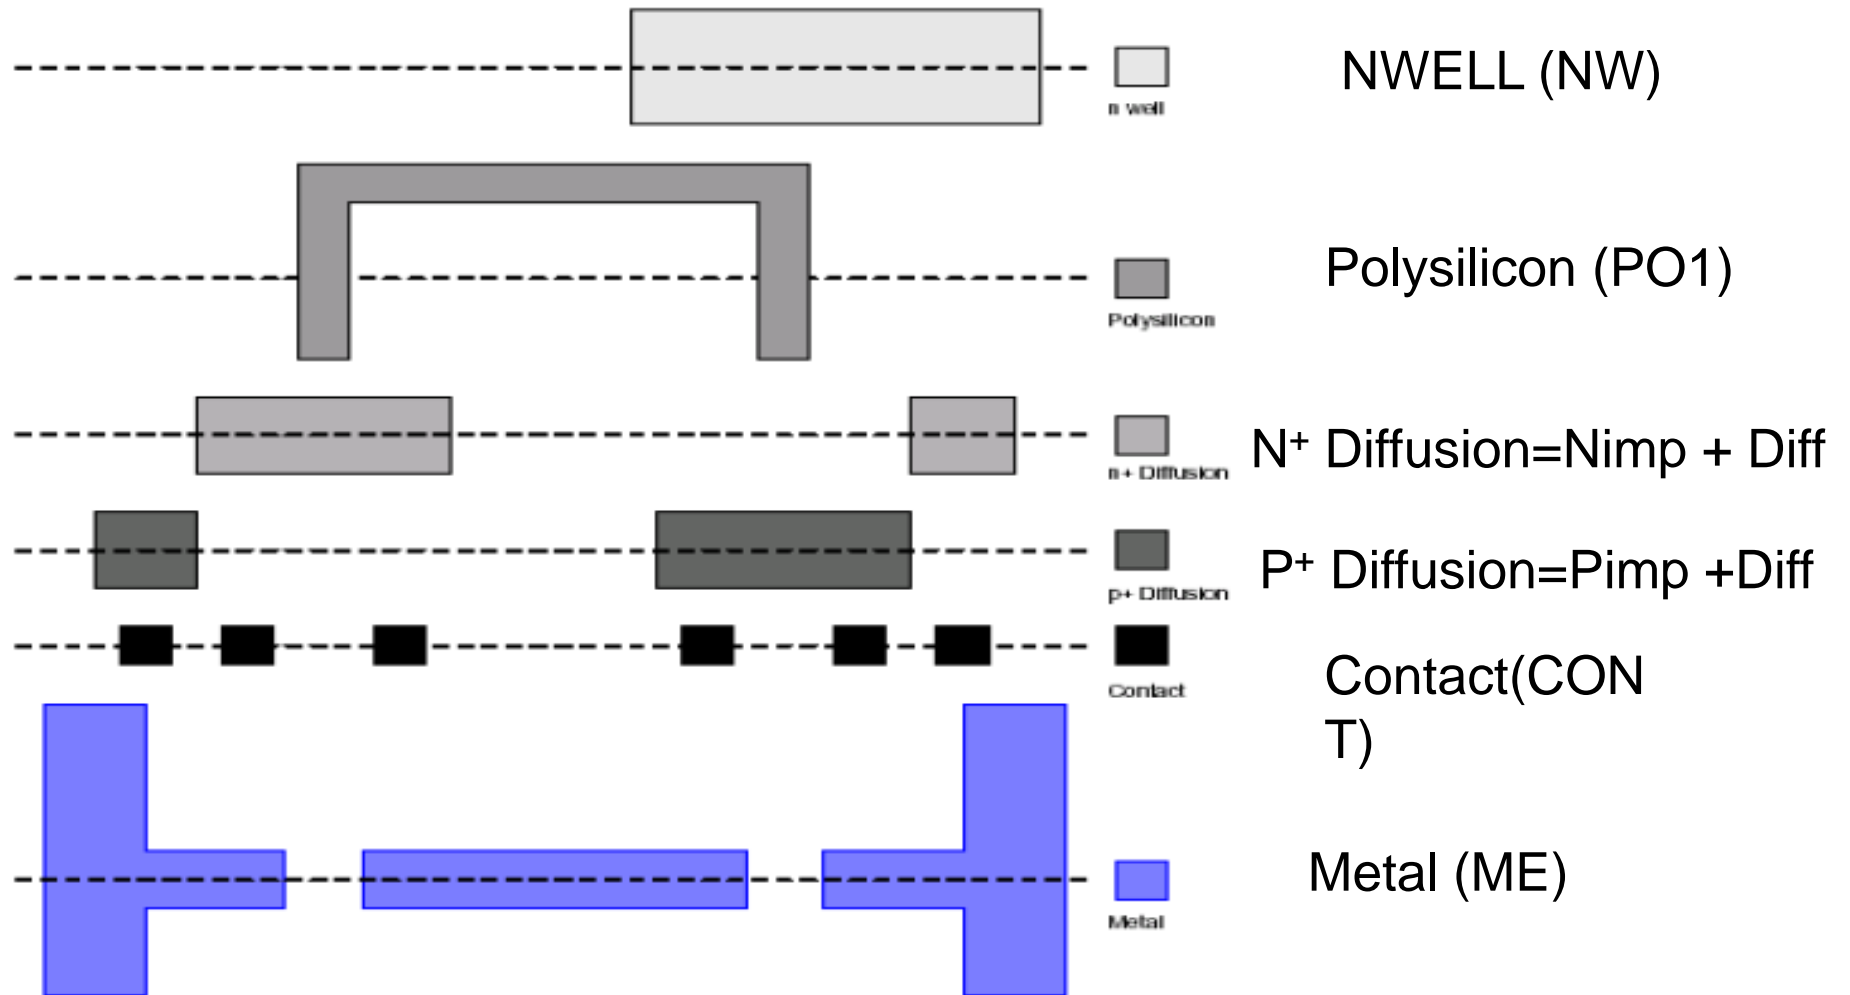 NWELL (NW)
n well
Polysilicon (PO1)
Polysilicon
N+ Diffusion=Nimp + Diff
n+ Diffusion
P+ Diffusion=Pimp +Diff
p+ Diffusion
Contact(CON
T)
Contact
Metal (ME)
Metal